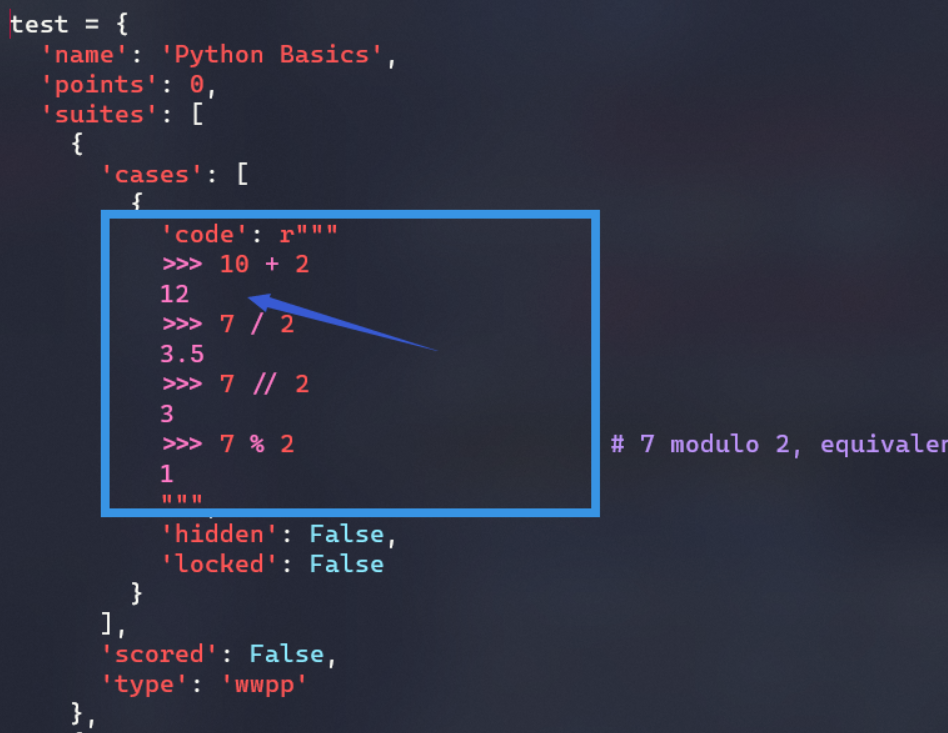 test = {
'name': 'Python Basics',
'points': 0,
'suites': [
{
'cases': [
{
'code': r"""
>>> 10 + 2
12
>>> 7 / 2
3.5
>>> 7 // 2
3
>>> 7 % 2 # 7 modulo 2,
1
"""
'hidden': False,
'locked': False
}
],
'scored': False,
'type': 'wwpp'
},